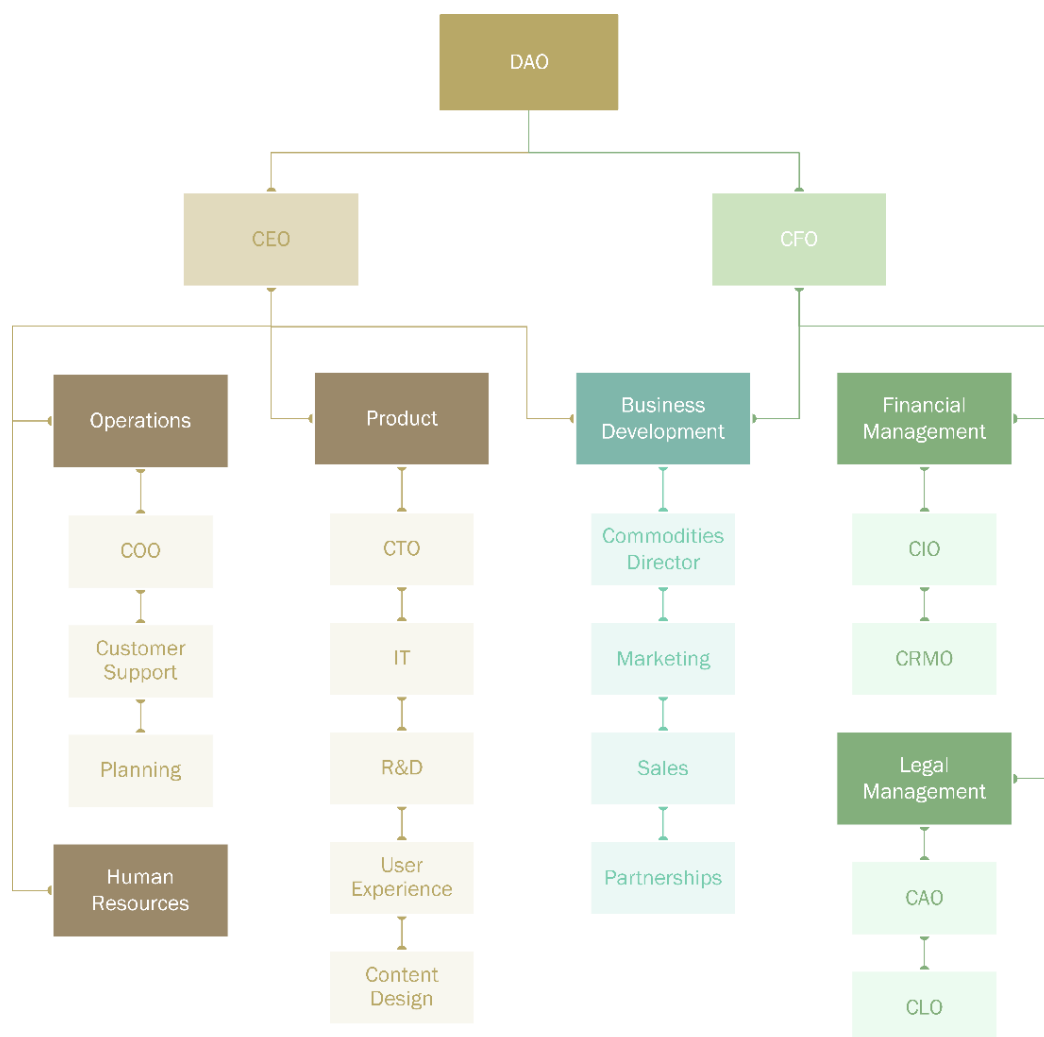 DAO
CEO
CFO
Operations
Product
Business
Development
Financial
Management
COO
CTO
Commodities
Director
CIO
Customer
Support
IT
Marketing
CRMO
Planning
R&D
Sales
Legal
Management
Human
Resources
User
Experience
Partnerships
CAO
Content
Design
CLO